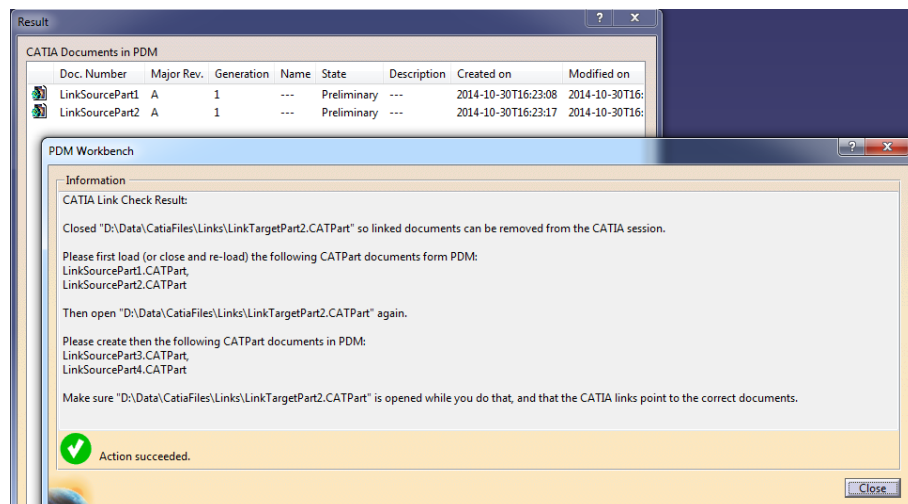 Result
CATIA Documents in PDM
Doc. Number Major Rev. Generation Name State Description Created on Modified on
LinkSourcePart1 A 1 --- Preliminary --- 2014-10-30T16:23:08 2014-10-30T16:
LinkSourcePart2 A 1 --- Preliminary --- 2014-10-30T16:23:17 2014-10-30T16:
PDM Workbench
Information
CATIA Link Check Result:
Closed "D:\Data\CatiaFiles\Links\LinkTargetPart2.CATPart" so linked documents can be removed from the CATIA session.
Please first load (or close and re-load) the following CATPart documents form PDM:
LinkSourcePart1.CATPart,
LinkSourcePart2.CATPart
Then open "D:\Data\CatiaFiles\Links\LinkTargetPart2.CATPart" again.
Please create then the following CATPart documents in PDM:
LinkSourcePart3.CATPart,
LinkSourcePart4.CATPart
Make sure "D:\Data\CatiaFiles\Links\LinkTargetPart2.CATPart" is opened while you do that, and that the CATIA links point to the correct documents.
Action succeeded.
Close